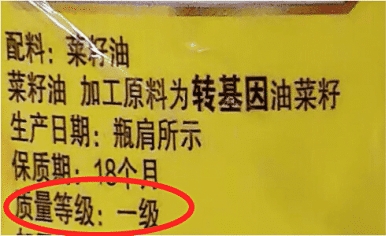 配料：菜籽油
菜籽油 加工原料为转基因油菜籽
生产日期：瓶肩所示
保质期：18个月
质量等级：一级